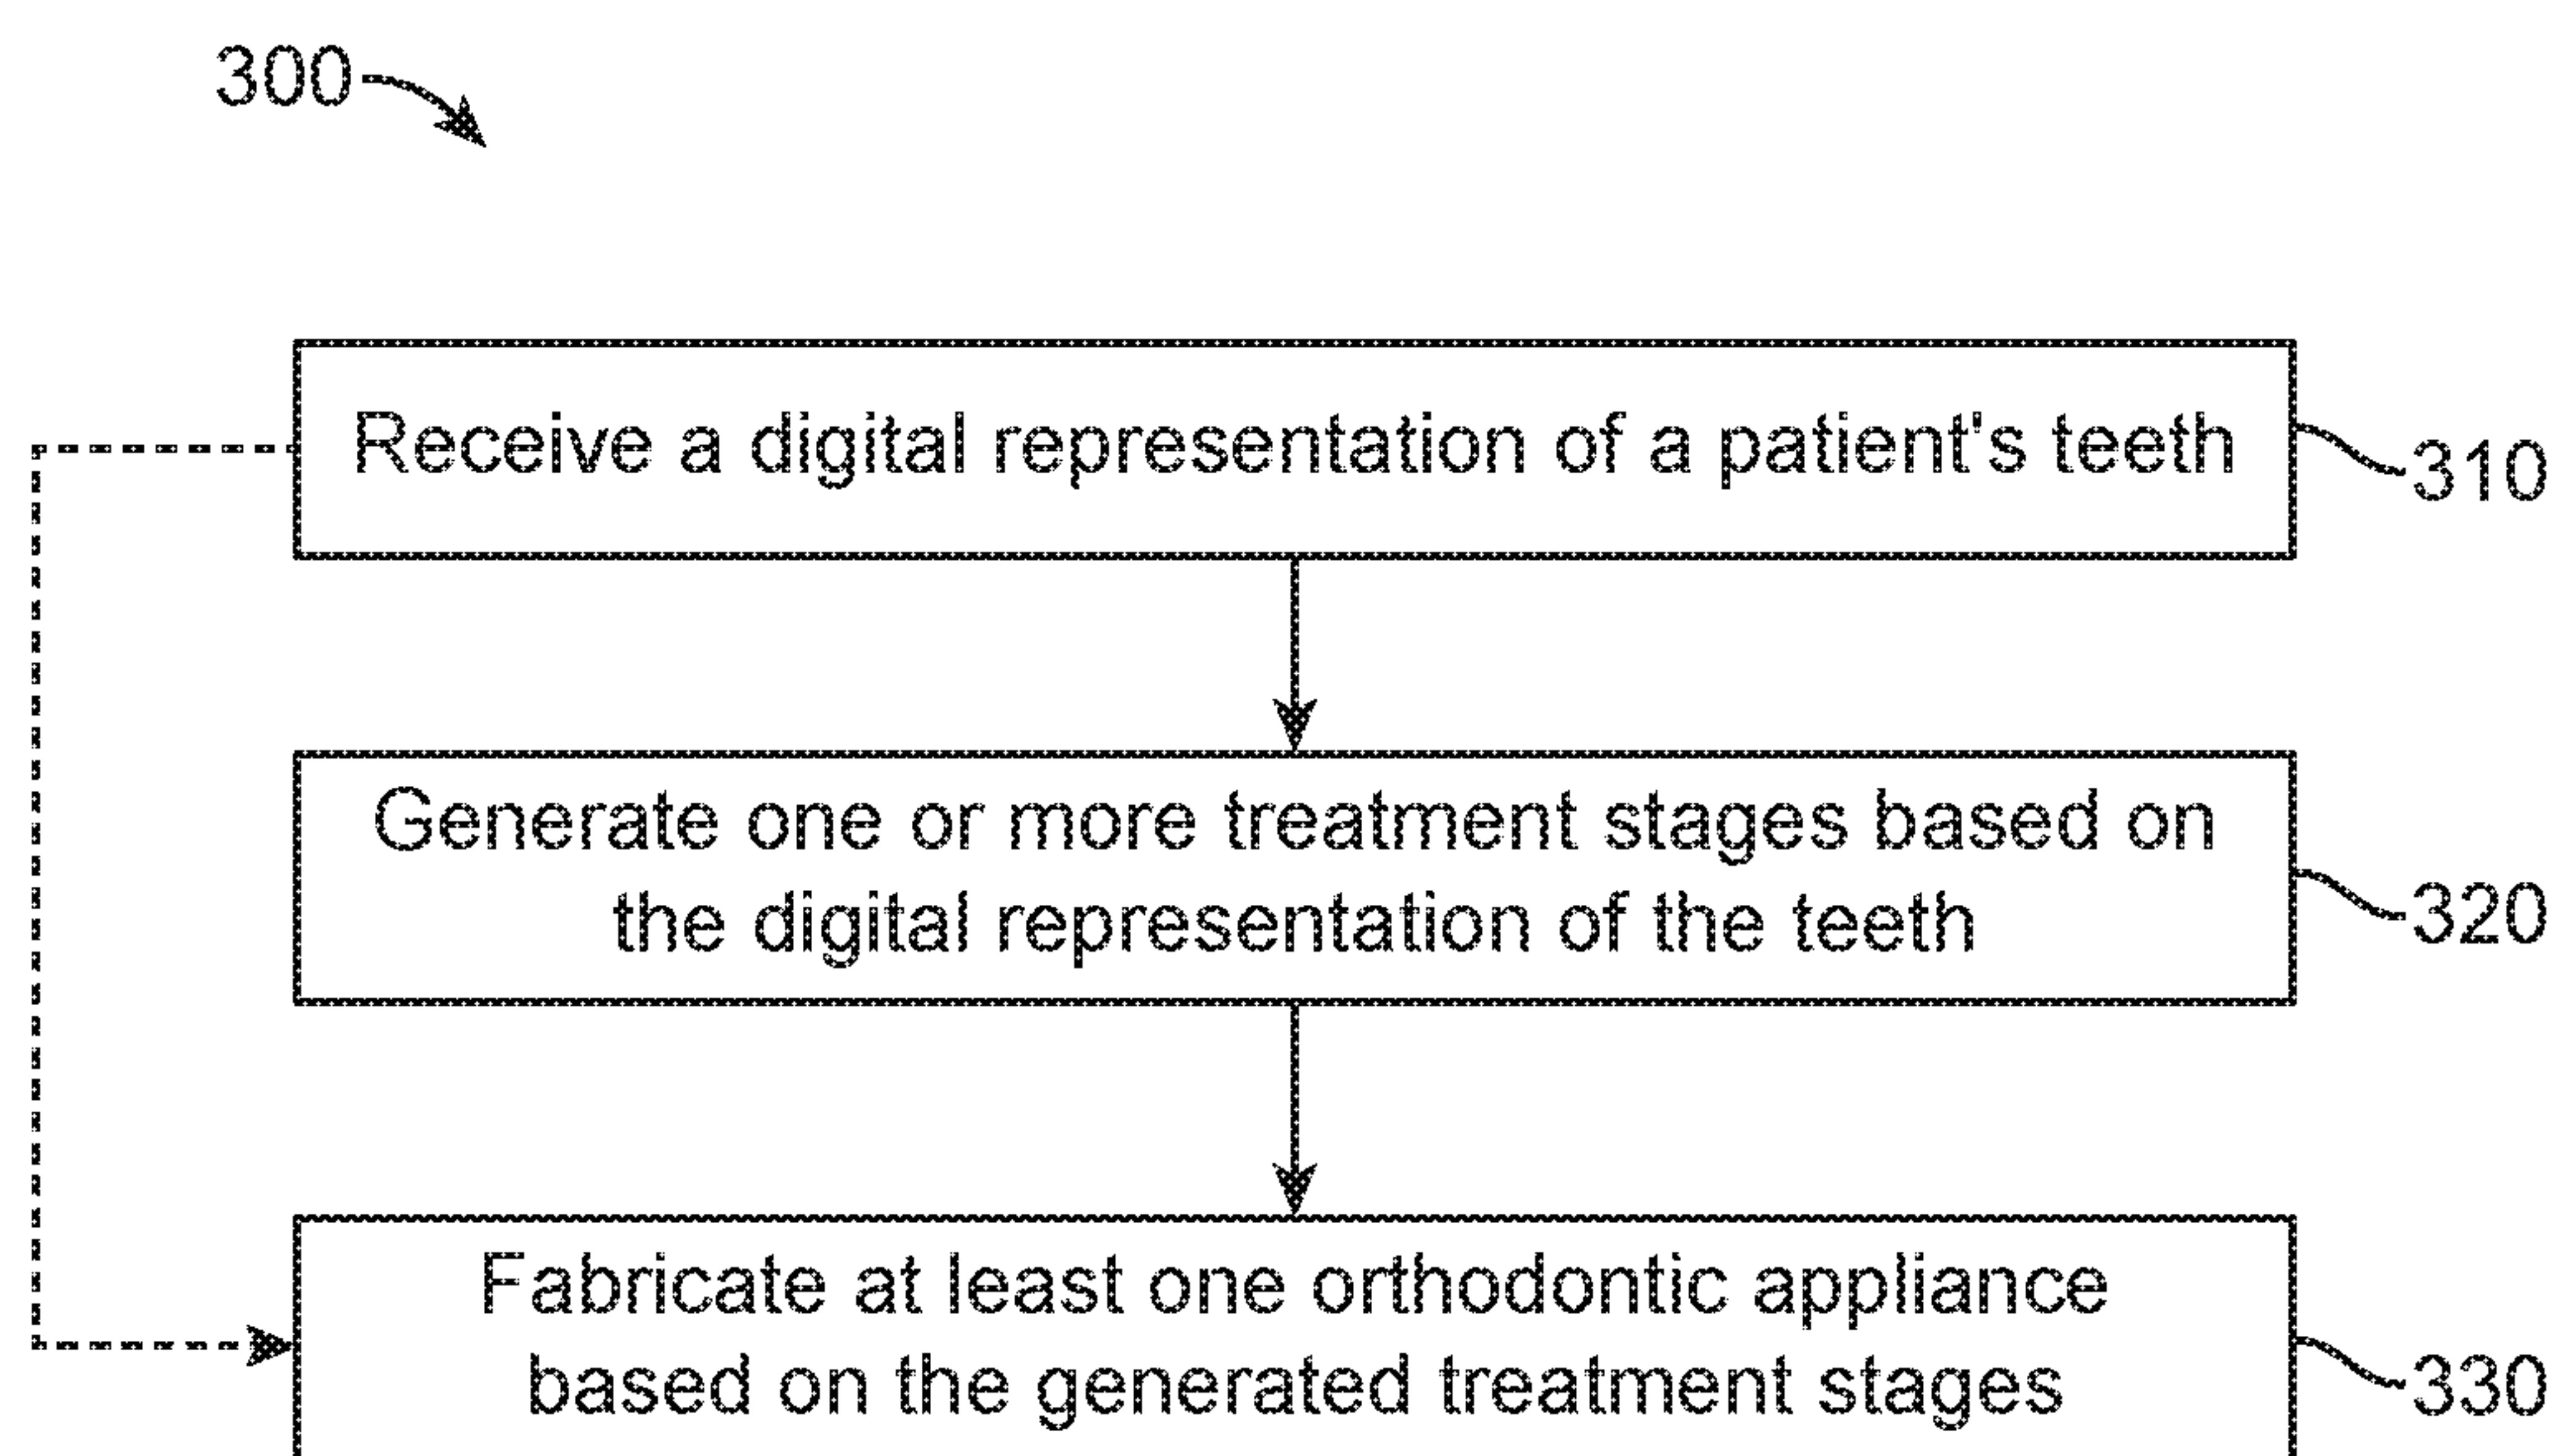 300
Receive a digital representation of a patient's teeth
310
Generate one or more treatment stages based on
the digital representation of the teeth
320
Fabricate at least one orthodontic appliance
based on the generated treatment stages
330